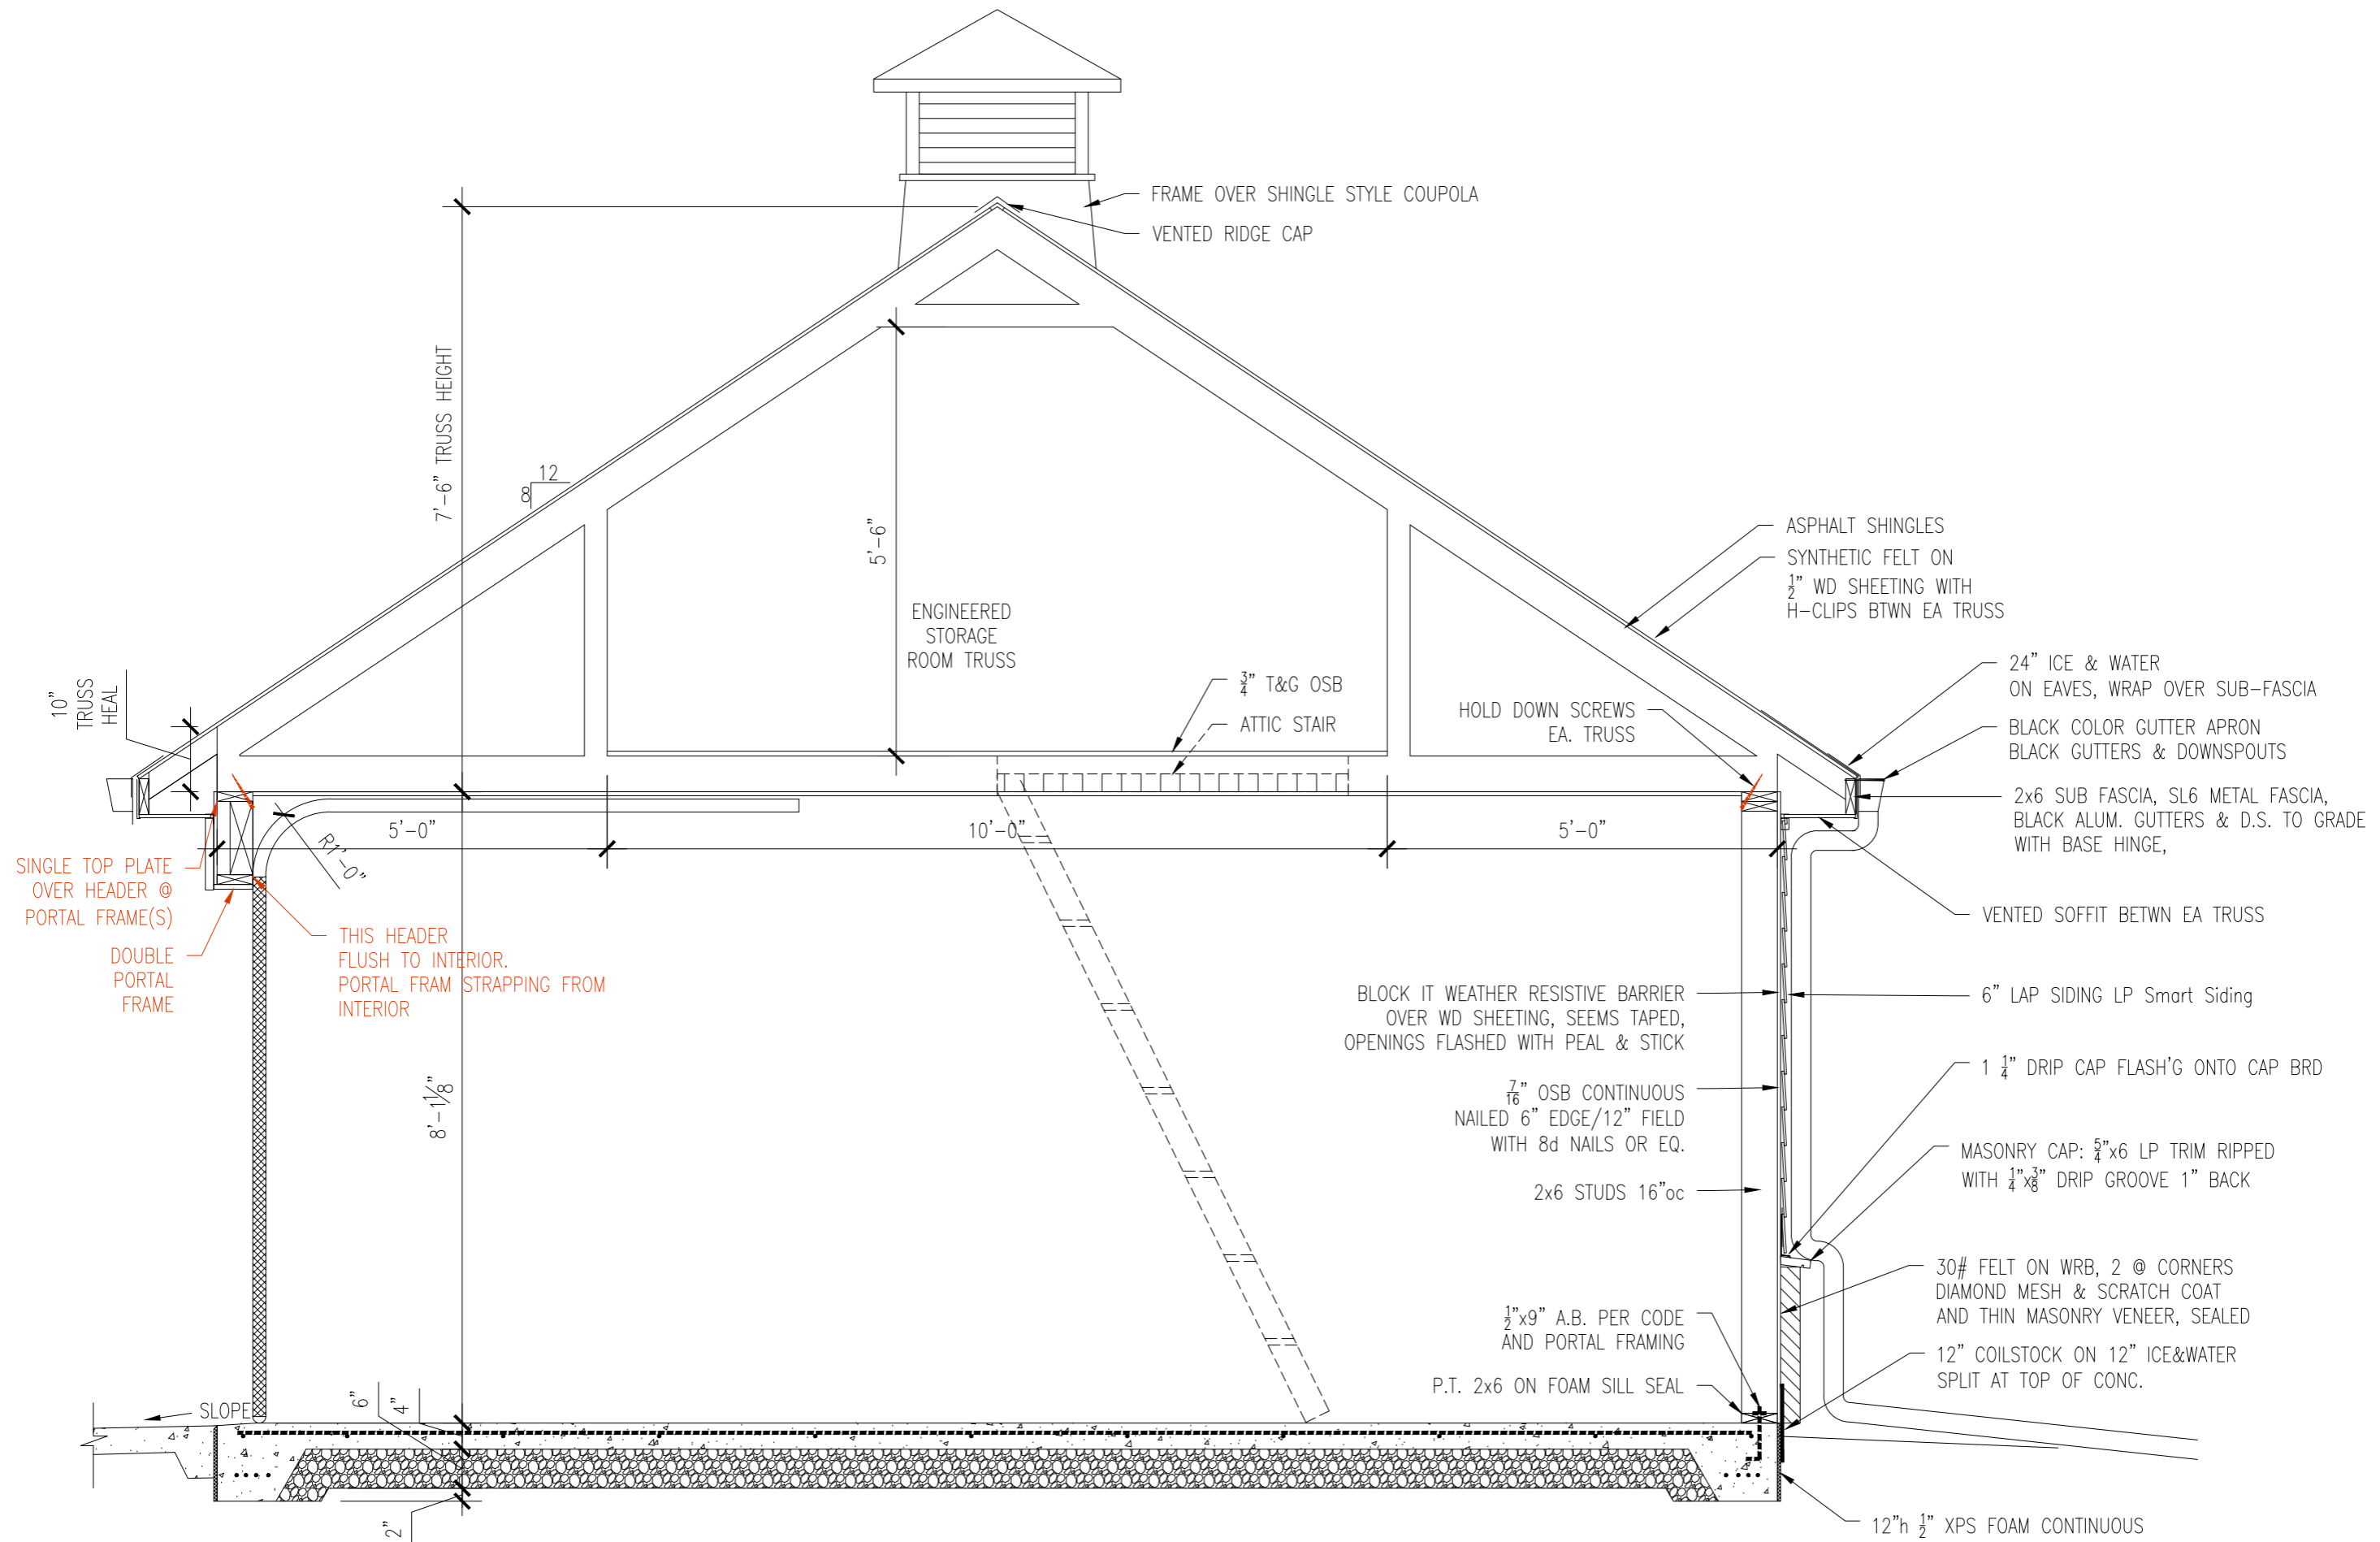 FRAME OVER SHINGLE STYLE COUPOLA
VENTED RIDGE CAP
7'-6" TRUSS HEIGHT
12
8
5'-6"
ENGINEERED
STORAGE
ROOM TRUSS
ASPHALT SHINGLES
SYNTHETIC FELT ON
1/2" WD SHEETING WITH
H-CLIPS BTWN EA TRUSS
10"
TRUSS
HEAL
3/4" T&G OSB
ATTIC STAIR
HOLD DOWN SCREWS
EA. TRUSS
24" ICE & WATER
ON EAVES, WRAP OVER SUB-FASCIA
BLACK COLOR GUTTER APRON
BLACK GUTTERS & DOWNSPOUTS
2x6 SUB FASCIA, SL6 METAL FASCIA,
BLACK ALUM. GUTTERS & D.S. TO GRADE
WITH BASE HINGE,
5'-0"
10'-0"
5'-0"
R1'-0"
SINGLE TOP PLATE
OVER HEADER @
PORTAL FRAME(S)
DOUBLE
PORTAL
FRAME
THIS HEADER
FLUSH TO INTERIOR.
PORTAL FRAM STRAPPING FROM
INTERIOR
VENTED SOFFIT BETWN EA TRUSS
BLOCK IT WEATHER RESISTIVE BARRIER
OVER WD SHEETING, SEEMS TAPED,
OPENINGS FLASHED WITH PEAL & STICK
6" LAP SIDING LP Smart Siding
8'-1 1/8"
7/16" OSB CONTINUOUS
NAILED 6" EDGE/12" FIELD
WITH 8d NAILS OR EQ.
1 1/4" DRIP CAP FLASH'G ONTO CAP BRD
MASONRY CAP: 5/4"x6 LP TRIM RIPPED
WITH 1/4"x3/8" DRIP GROOVE 1" BACK
2x6 STUDS 16"oc
30# FELT ON WRB, 2 @ CORNERS
DIAMOND MESH & SCRATCH COAT
AND THIN MASONRY VENEER, SEALED
1/2"x9" A.B. PER CODE
AND PORTAL FRAMING
12" COILSTOCK ON 12" ICE&WATER
SPLIT AT TOP OF CONC.
P.T. 2x6 ON FOAM SILL SEAL
SLOPE
6"
4"
2"
12"h 1/2" XPS FOAM CONTINUOUS